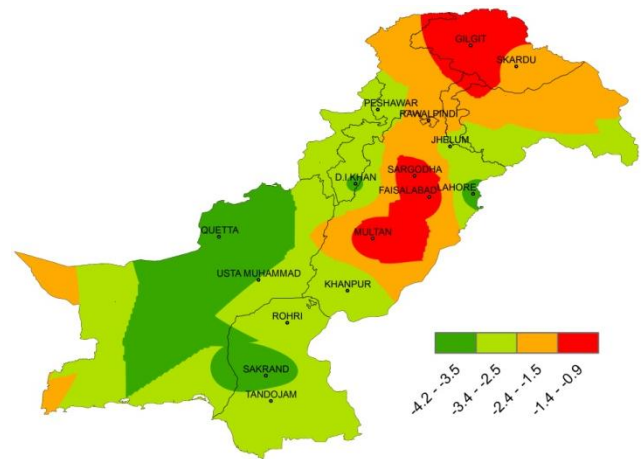 GILGIT
SKARDU
PESHAWAR
RAWALPINDI
JHELUM
SARGODHA
D.I.KHAN
FAISALABAD
LAHORE
QUETTA
MULTAN
USTA MUHAMMAD
KHANPUR
ROHRI
SAKRAND
TANDOJAM
-4.2 - -3.5
-3.4 - -2.5
-2.4 - -1.5
-1.4 - -0.9